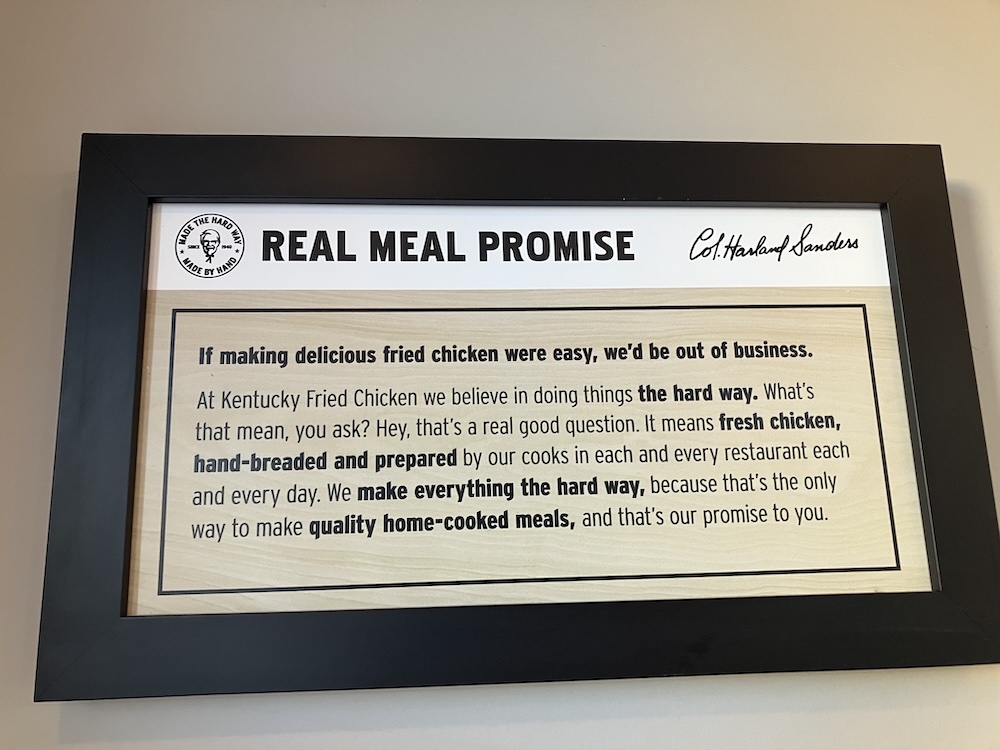 MADE THE HARD WAY
SINCE 1940
MADE BY HAND
REAL MEAL PROMISE
Col. Harland Sanders
If making delicious fried chicken were easy, we'd be out of business.
At Kentucky Fried Chicken we believe in doing things the hard way. What's
that mean, you ask? Hey, that's a real good question. It means fresh chicken,
hand-breaded and prepared by our cooks in each and every restaurant each
and every day. We make everything the hard way, because that's the only
way to make quality home-cooked meals, and that's our promise to you.